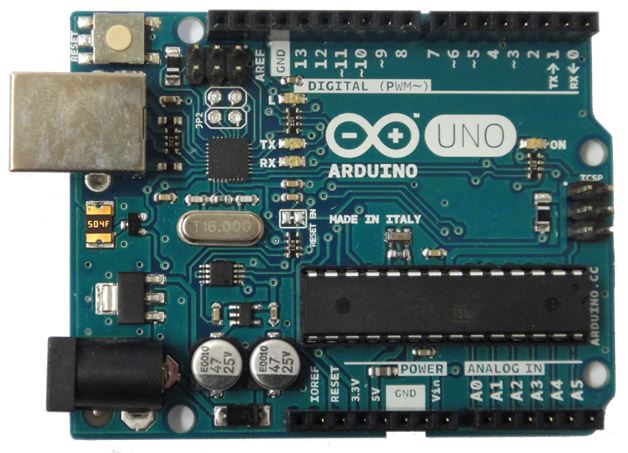 RESET
AREF
GND
13
12
~11
~10
~9
8
7
~6
~5
4
~3
2
TX→1
RX←0
DIGITAL (PWM~)
JP2
L
TX
RX
™
UNO
ARDUINO
ON
ICSP
504F
T16.000
RESET EN
MADE IN ITALY
ATMEL
ARDUINO.CC
47
25V
47
25V
IOREF
RESET
3.3V
5V
GND
Vin
POWER
ANALOG IN
A0
A1
A2
A3
A4
A5